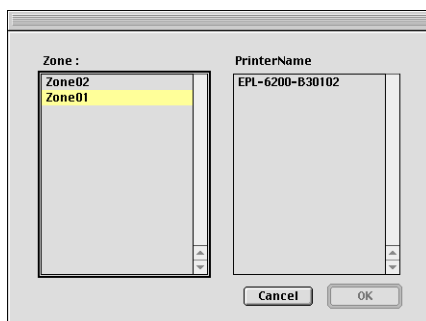 Zone :
Zone02
Zone01
PrinterName
EPL-6200-B30102
Cancel
OK